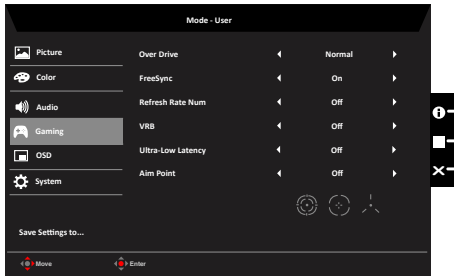 Mode - User
Picture
Over Drive Normal
FreeSync On
Color
Refresh Rate Num Off
Audio
VRB Off
Gaming
Ultra-Low Latency Off
OSD
Aim Point Off
System
Save Settings to...
Move Enter